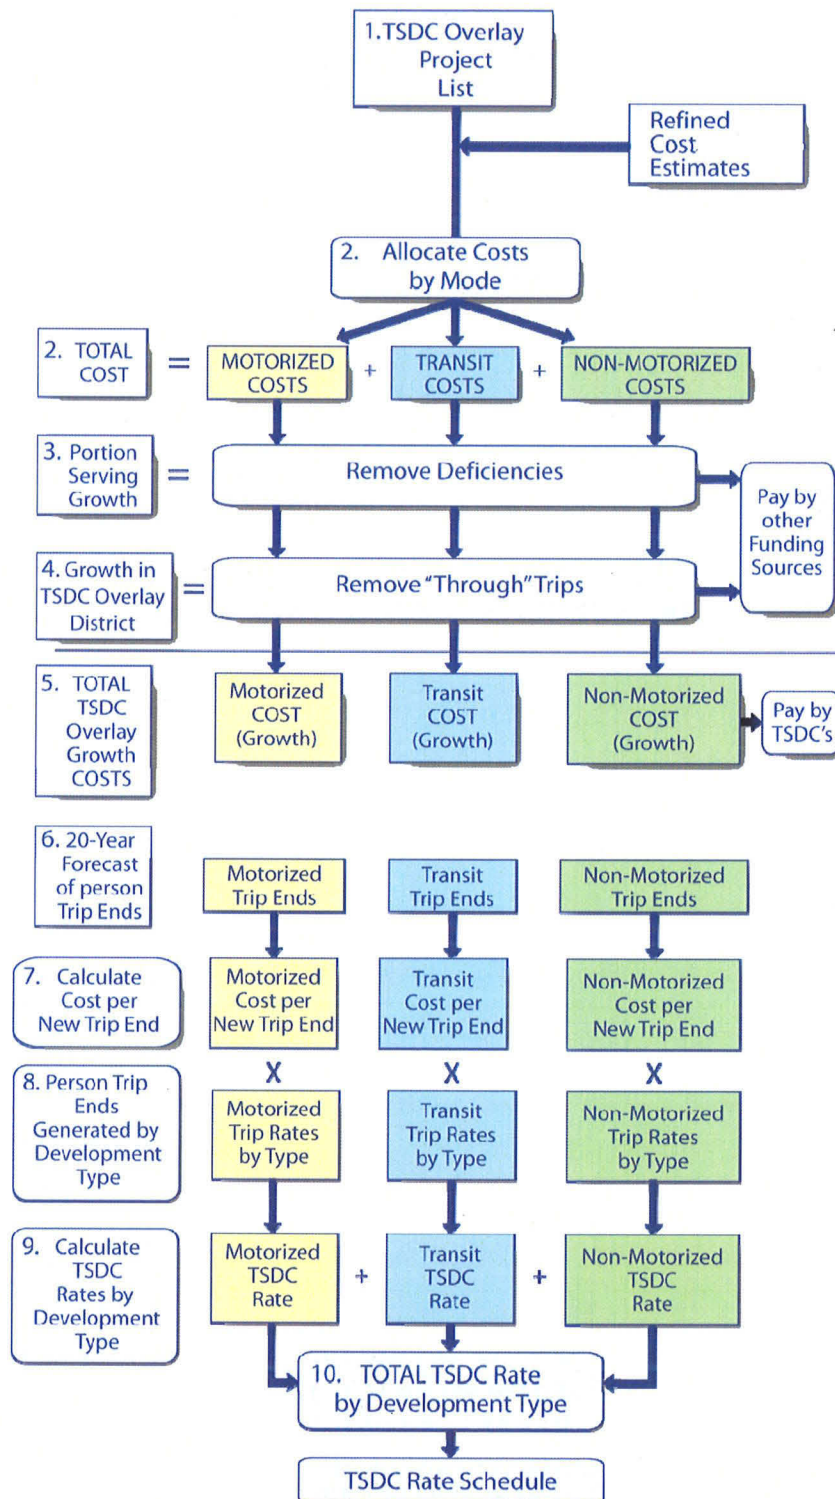 1.TSDC Overlay
Project
List
Refined
Cost
Estimates
2. Allocate Costs
by Mode
2. TOTAL
COST
=
MOTORIZED
COSTS
+
TRANSIT
COSTS
+
NON-MOTORIZED
COSTS
3. Portion
Serving
Growth
=
Remove Deficiencies
Pay by
other
Funding
Sources
4. Growth in
TSDC Overlay
District
=
Remove "Through" Trips
5. TOTAL
TSDC
Overlay
Growth
COSTS
Motorized
COST
(Growth)
Transit
COST
(Growth)
Non-Motorized
COST
(Growth)
Pay by
TSDC's
6. 20-Year
Forecast
of person
Trip Ends
Motorized
Trip Ends
Transit
Trip Ends
Non-Motorized
Trip Ends
7. Calculate
Cost per
New Trip End
Motorized
Cost per
New Trip End
Transit
Cost per
New Trip End
Non-Motorized
Cost per
New Trip End
X
X
X
8. Person Trip
Ends
Generated by
Development
Type
Motorized
Trip Rates
by Type
Transit
Trip Rates
by Type
Non-Motorized
Trip Rates
by Type
9. Calculate
TSDC
Rates by
Development
Type
Motorized
TSDC
Rate
+
Transit
TSDC
Rate
+
Non-Motorized
TSDC
Rate
10. TOTAL TSDC Rate
by Development Type
TSDC Rate Schedule